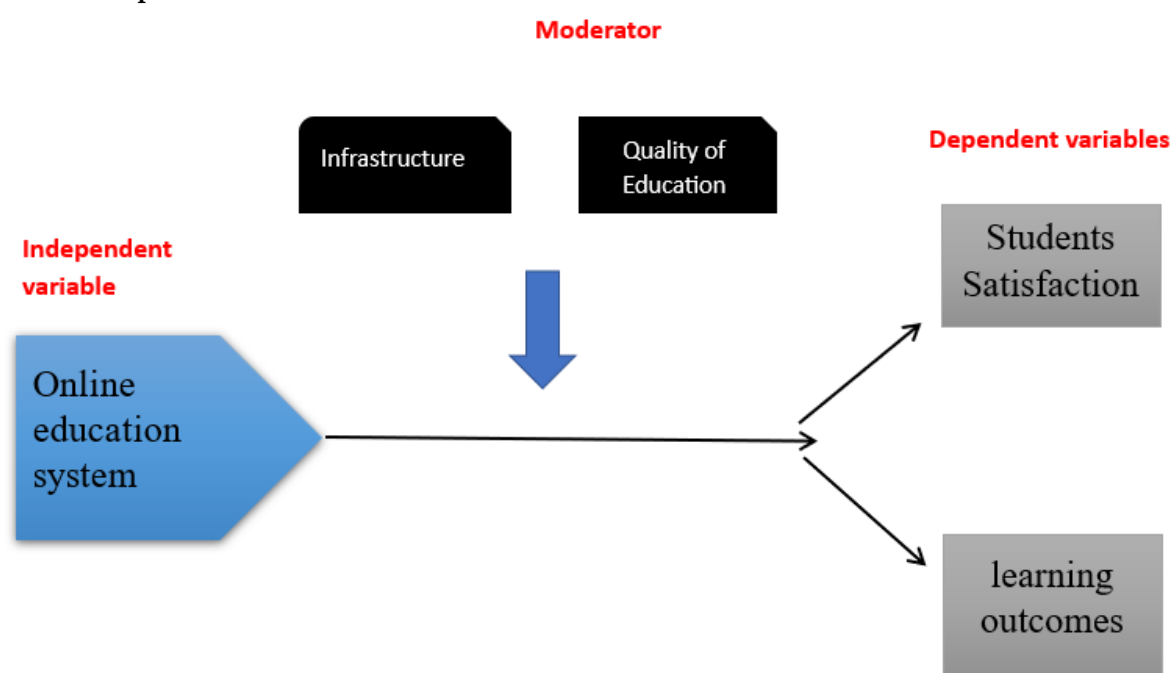 Moderator
Infrastructure
Quality of
Education
Dependent variables
Students
Satisfaction
Independent
variable
Online
education
system
learning
outcomes